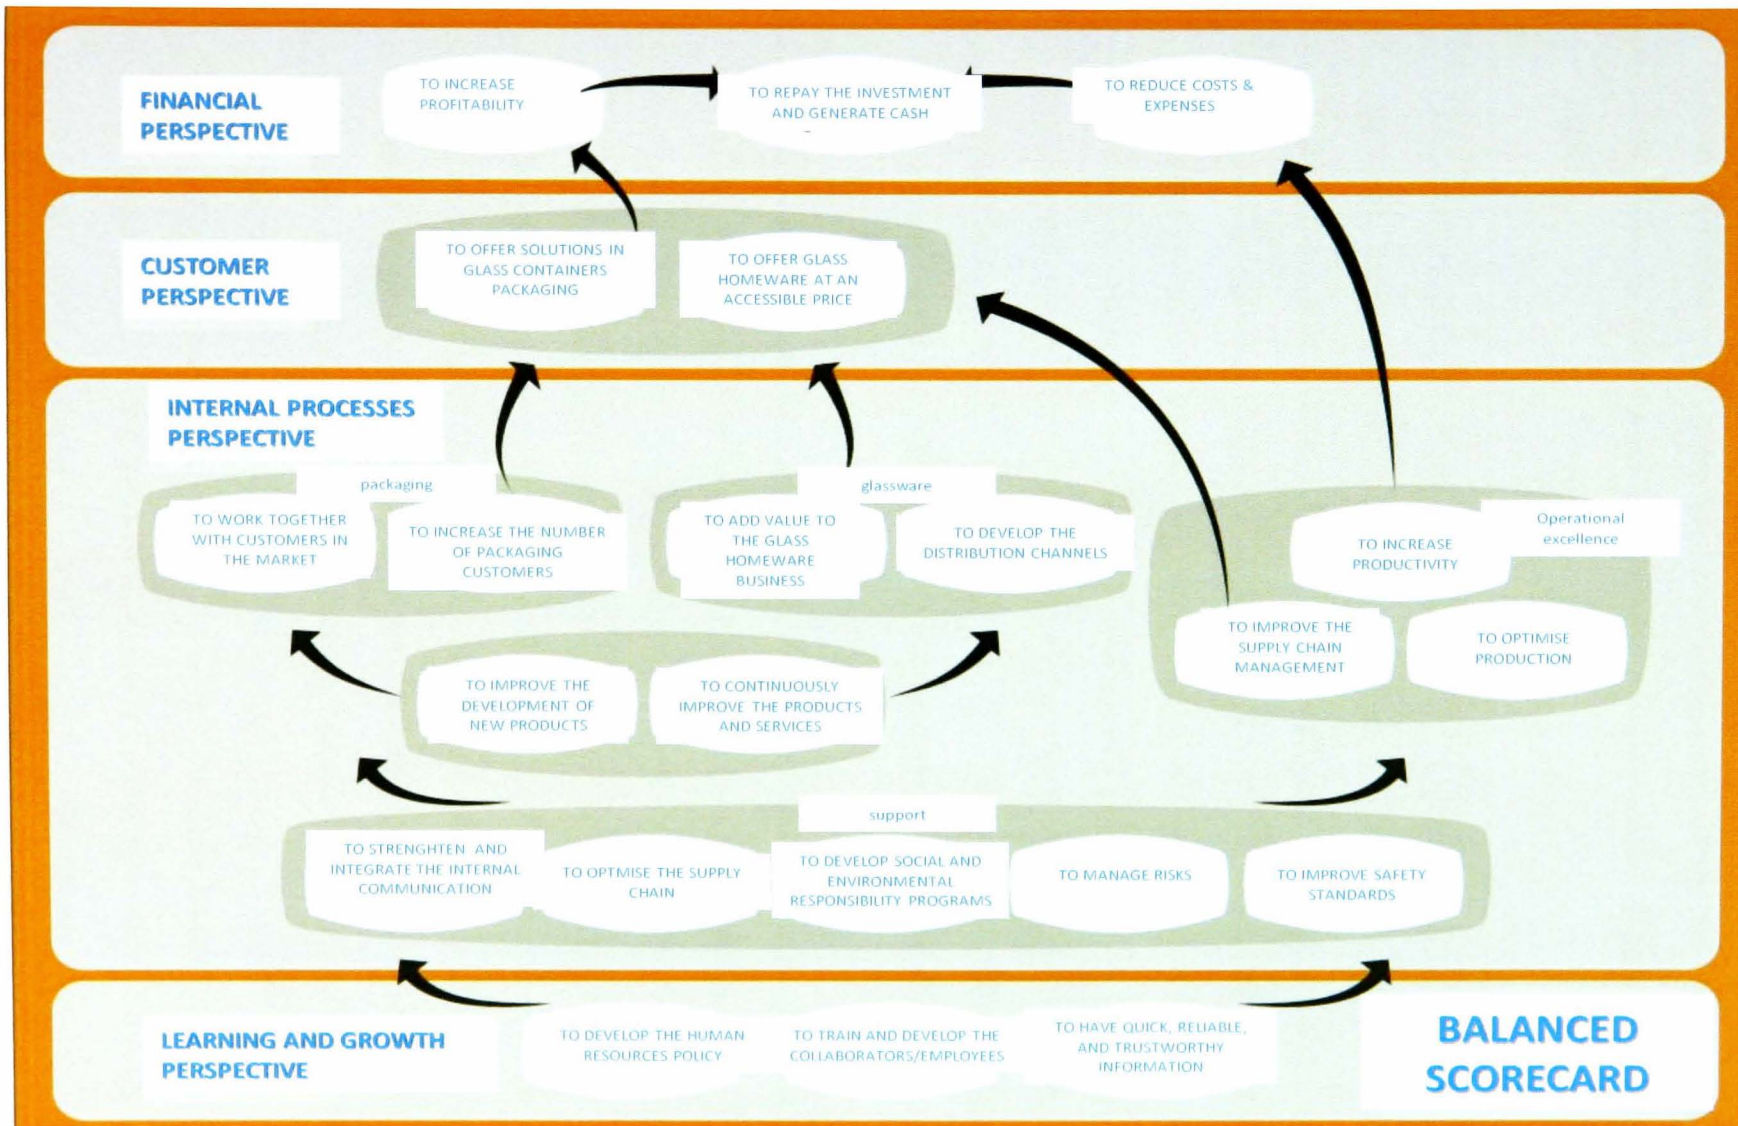 FINANCIAL
PERSPECTIVE
TO INCREASE
PROFITABILITY
TO REPAY THE INVESTMENT
AND GENERATE CASH
TO REDUCE COSTS &
EXPENSES
CUSTOMER
PERSPECTIVE
TO OFFER SOLUTIONS IN
GLASS CONTAINERS
PACKAGING
TO OFFER GLASS
HOMEWARE AT AN
ACCESSIBLE PRICE
INTERNAL PROCESSES
PERSPECTIVE
packaging
TO WORK TOGETHER
WITH CUSTOMERS IN
THE MARKET
TO INCREASE THE NUMBER
OF PACKAGING
CUSTOMERS
glassware
TO ADD VALUE TO
THE GLASS
HOMEWARE
BUSINESS
TO DEVELOP THE
DISTRIBUTION CHANNELS
Operational
excellence
TO INCREASE
PRODUCTIVITY
TO IMPROVE THE
SUPPLY CHAIN
MANAGEMENT
TO OPTIMISE
PRODUCTION
TO IMPROVE THE
DEVELOPMENT OF
NEW PRODUCTS
TO CONTINUOUSLY
IMPROVE THE PRODUCTS
AND SERVICES
support
TO STRENGHTEN AND
INTEGRATE THE INTERNAL
COMMUNICATION
TO OPTMISE THE SUPPLY
CHAIN
TO DEVELOP SOCIAL AND
ENVIRONMENTAL
RESPONSIBILITY PROGRAMS
TO MANAGE RISKS
TO IMPROVE SAFETY
STANDARDS
LEARNING AND GROWTH
PERSPECTIVE
TO DEVELOP THE HUMAN
RESOURCES POLICY
TO TRAIN AND DEVELOP THE
COLLABORATORS/EMPLOYEES
TO HAVE QUICK, RELIABLE,
AND TRUSTWORTHY
INFORMATION
BALANCED
SCORECARD